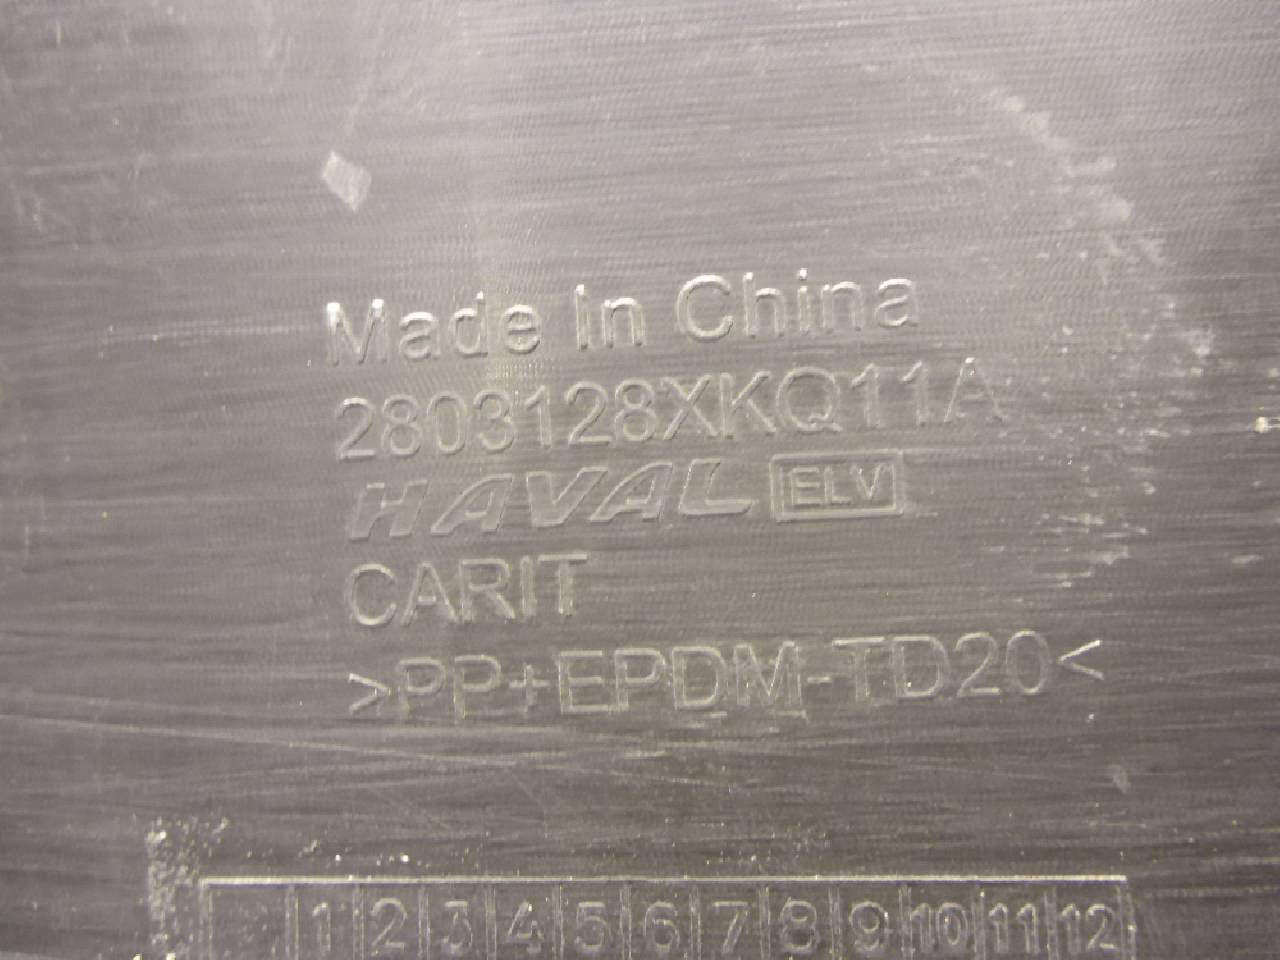 Made In China
2803128XKQ11A
HAVAL ELV
CARIT
>PP+EPDM-TD20<
1 2 3 4 5 6 7 8 9 10 11 12